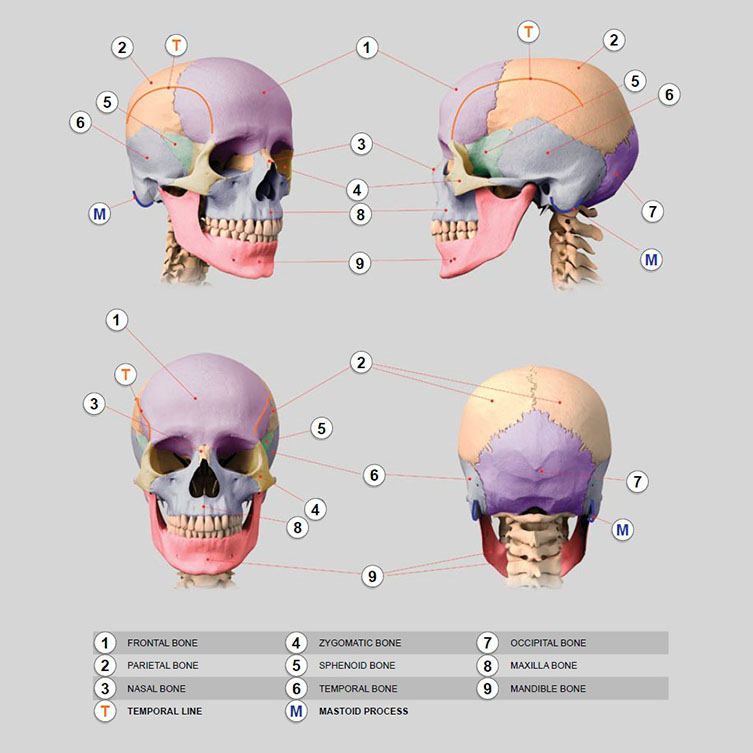 2 T 1 T 2
5 5
6 6
3
4
M 8 7
9 M
1
2
T
3 5
6 7
4
8 M
9
1 FRONTAL BONE 4 ZYGOMATIC BONE 7 OCCIPITAL BONE
2 PARIETAL BONE 5 SPHENOID BONE 8 MAXILLA BONE
3 NASAL BONE 6 TEMPORAL BONE 9 MANDIBLE BONE
T TEMPORAL LINE M MASTOID PROCESS